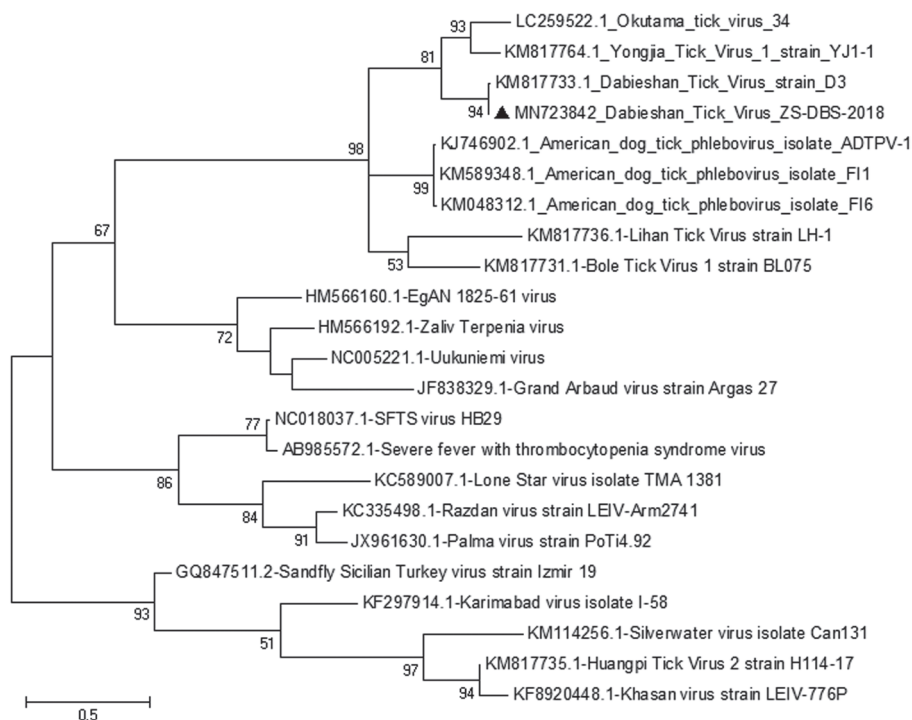 93
LC259522.1_Okutama_tick_virus_34
KM817764.1_Yongjia_Tick_Virus_1_strain_YJ1-1
81
KM817733.1_Dabieshan_Tick_Virus_strain_D3
94
▲ MN723842_Dabieshan_Tick_Virus_ZS-DBS-2018
98
KJ746902.1_American_dog_tick_phlebovirus_isolate_ADTPV-1
KM589348.1_American_dog_tick_phlebovirus_isolate_FI1
99
KM048312.1_American_dog_tick_phlebovirus_isolate_FI6
67
KM817736.1-Lihan Tick Virus strain LH-1
53
KM817731.1-Bole Tick Virus 1 strain BL075
HM566160.1-EgAN 1825-61 virus
72
HM566192.1-Zaliv Terpenia virus
NC005221.1-Uukuniemi virus
JF838329.1-Grand Arbaud virus strain Argas 27
77
NC018037.1-SFTS virus HB29
AB985572.1-Severe fever with thrombocytopenia syndrome virus
86
KC589007.1-Lone Star virus isolate TMA 1381
84
KC335498.1-Razdan virus strain LEIV-Arm2741
91
JX961630.1-Palma virus strain PoTi4.92
GQ847511.2-Sandfly Sicilian Turkey virus strain Izmir 19
93
KF297914.1-Karimabad virus isolate I-58
51
KM114256.1-Silverwater virus isolate Can131
97
KM817735.1-Huangpi Tick Virus 2 strain H114-17
94
KF8920448.1-Khasan virus strain LEIV-776P
0.5